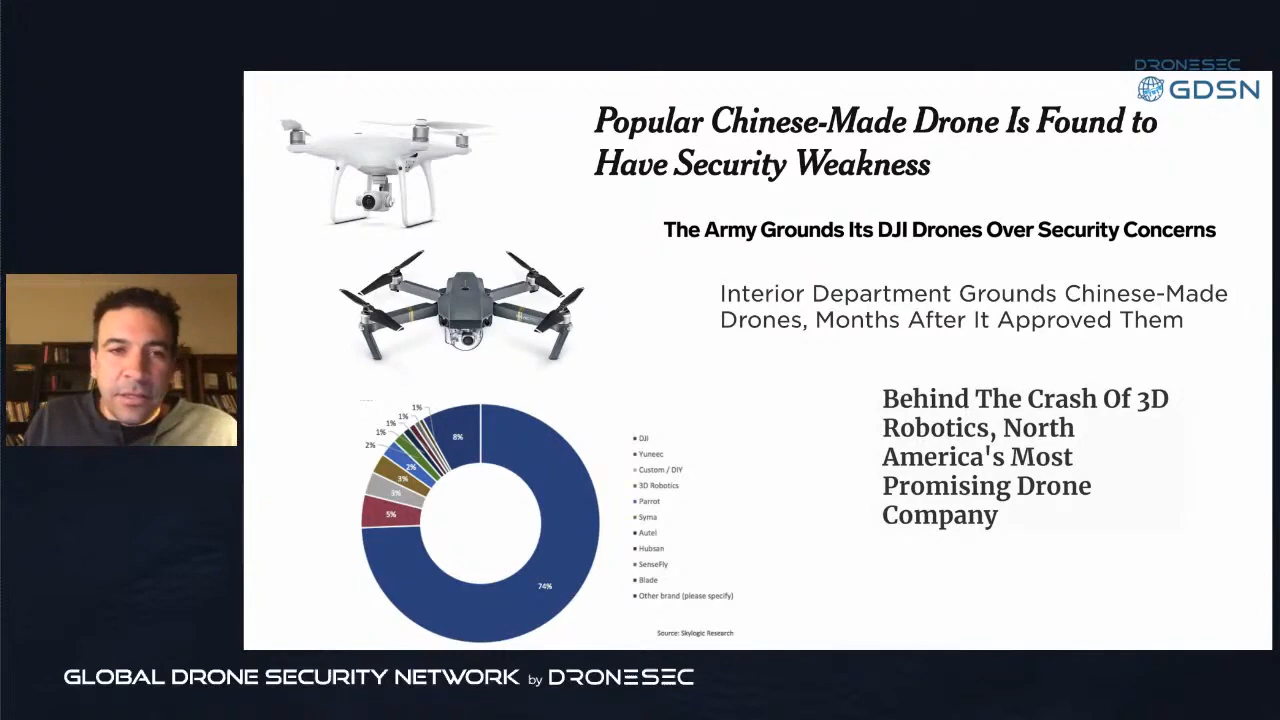 DRONESEC
GDSN
Popular Chinese-Made Drone Is Found to
Have Security Weakness
The Army Grounds Its DJI Drones Over Security Concerns
Interior Department Grounds Chinese-Made
Drones, Months After It Approved Them
Behind The Crash Of 3D
Robotics, North
America's Most
Promising Drone
Company
1%
1%
1%
1%
2%
2%
3%
3%
5%
8%
74%
DJI
Yuneec
Custom / DIY
3D Robotics
Parrot
Syma
Autel
Hubsan
SenseFly
Blade
Other brand (please specify)
Source: Skylogic Research
GLOBAL DRONE SECURITY NETWORK by DRONESEC